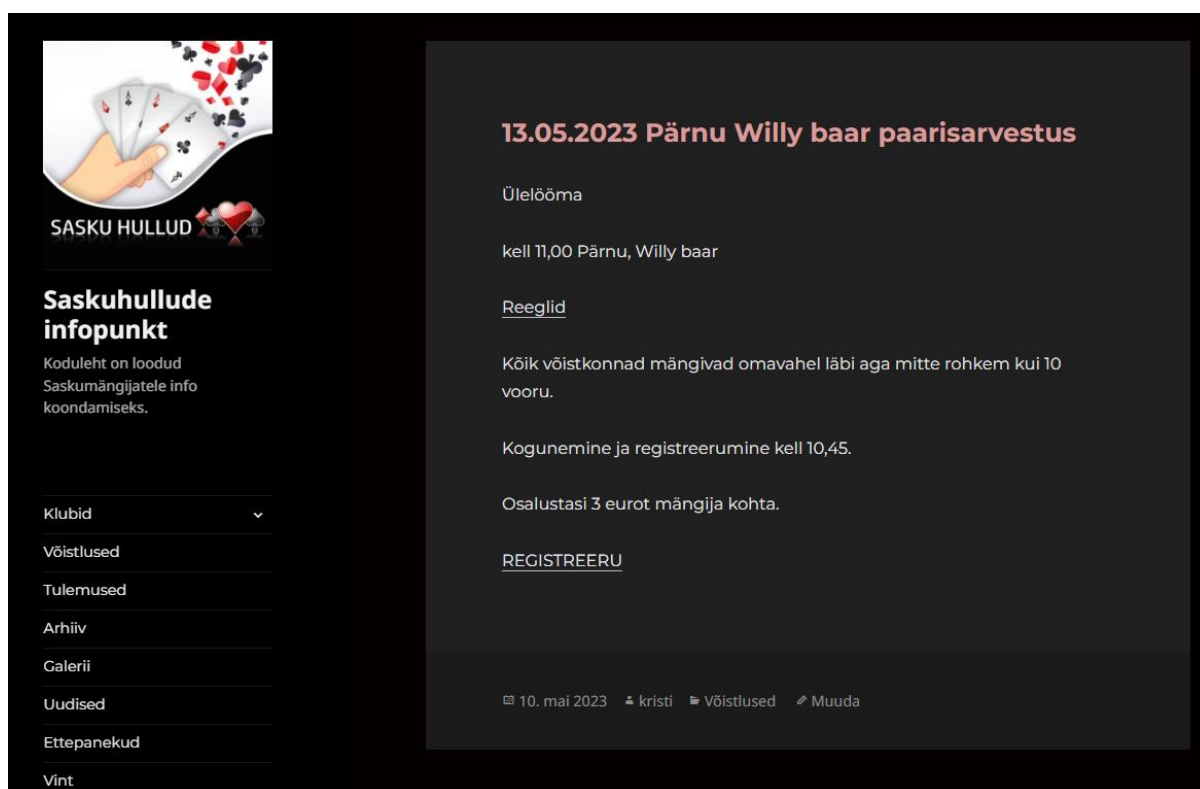 SASKU HULLUD
Saskuhullude
infopunkt
Koduleht on loodud
Saskumängijatele info
koondamiseks.
Klubid
Võistlused
Tulemused
Arhiiv
Galerii
Uudised
Ettepanekud
Vint
13.05.2023 Pärnu Willy baar paarisarvestus
Ülelööma
kell 11,00 Pärnu, Willy baar
Reeglid
Kõik võistkonnad mängivad omavahel läbi aga mitte rohkem kui 10
vooru.
Kogunemine ja registreerumine kell 10,45.
Osalustasi 3 eurot mängija kohta.
REGISTREERU
10. mai 2023 kristi Võistlused Muuda